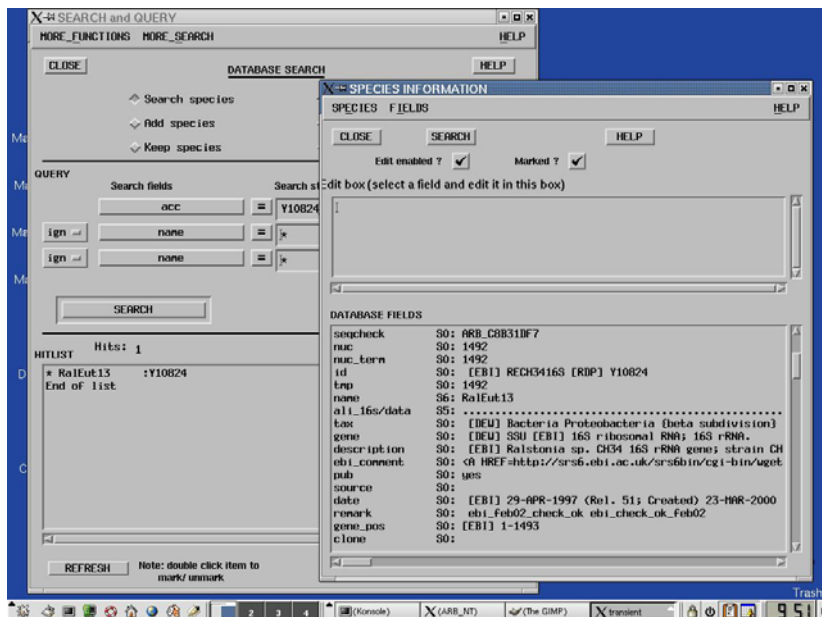 SEARCH and QUERY
MORE_FUNCTIONS MORE_SEARCH HELP
CLOSE
DATABASE SEARCH
HELP
Search species
Add species
Keep species
QUERY
Search fields Search st
acc = Y10824
ign name = *
ign name = *
SEARCH
Hits: 1
HITLIST
* RalEut13 :Y10824
End of list
REFRESH
Note: double click item to
mark/ unmark
SPECIES INFORMATION
SPECIES FIELDS HELP
CLOSE SEARCH HELP
Edit enabled ? Marked ?
Edit box (select a field and edit it in this box)
DATABASE FIELDS
seqcheck S0: ARB_C8B31DF7
nuc S0: 1492
nuc_term S0: 1492
id S0: [EBI] RECH3416S [RDP] Y10824
tmp S0: 1492
name S6: RalEut13
ali_16s/data S5: ................................................
tax S0: [DEW] Bacteria Proteobacteria {beta subdivision}
gene S0: [DEW] SSU [EBI] 16S ribosomal RNA; 16S rRNA.
description S0: [EBI] Ralstonia sp. CH34 16S rRNA gene; strain CH
ebi_comment S0: <A HREF=http://srs6.ebi.ac.uk/srs6bin/cgi-bin/wget
pub S0: yes
source S0:
date S0: [EBI] 29-APR-1997 (Rel. 51; Created) 23-MAR-2000
remark S0: ebi_feb02_check_ok ebi_check_ok_feb02
gene_pos S0: [EBI] 1-1493
clone S0:
Ma
Ma
Ma
Ma
D
C
Trash
2 3 4 (Konsole) (ARB_NT) (The GIMP) transient 9 51